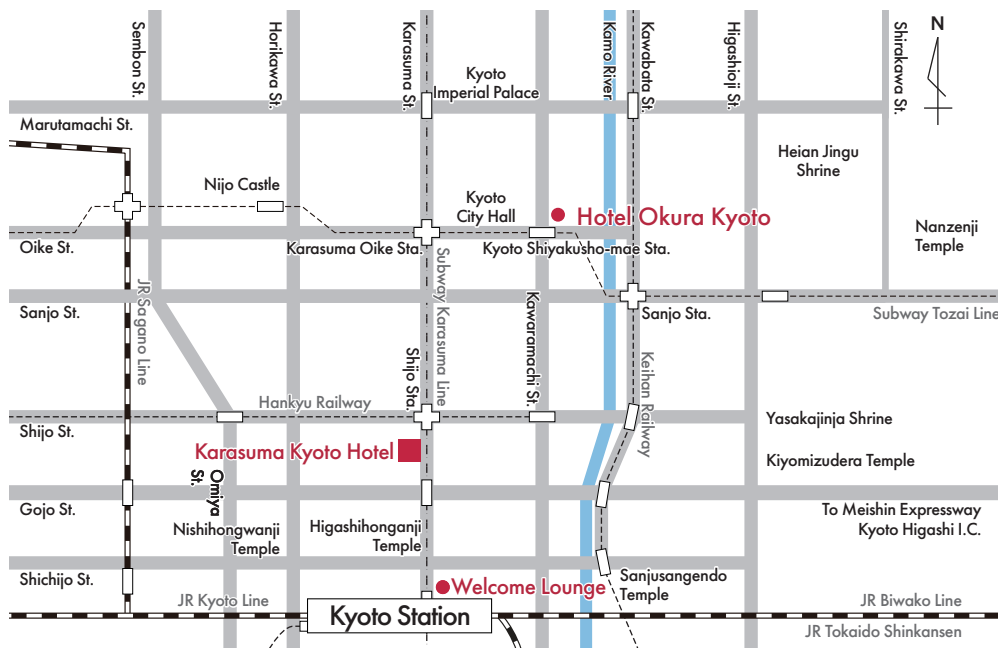 Sembon St.
Horikawa St.
Karasuma St.
Kamo River
Kawabata St.
Higashioji St.
Shirakawa St.
N
Kyoto
Imperial Palace
Marutamachi St.
Heian Jingu
Shrine
Nijo Castle
Kyoto
City Hall
Hotel Okura Kyoto
Nanzenji
Temple
Oike St.
Karasuma Oike Sta.
Kyoto Shiyakusho-mae Sta.
JR Sagano Line
Subway Karasuma Line
Kawaramachi St.
Sanjo St.
Sanjo Sta.
Subway Tozai Line
Shijo Sta.
Keihan Railway
Hankyu Railway
Shijo St.
Yasakajinja Shrine
Karasuma Kyoto Hotel
Kiyomizudera Temple
Omiya
St.
Gojo St.
To Meishin Expressway
Kyoto Higashi I.C.
Nishihongwanji
Temple
Higashihonganji
Temple
Shichijo St.
Welcome Lounge
Sanjusangendo
Temple
JR Kyoto Line
Kyoto Station
JR Biwako Line
JR Tokaido Shinkansen